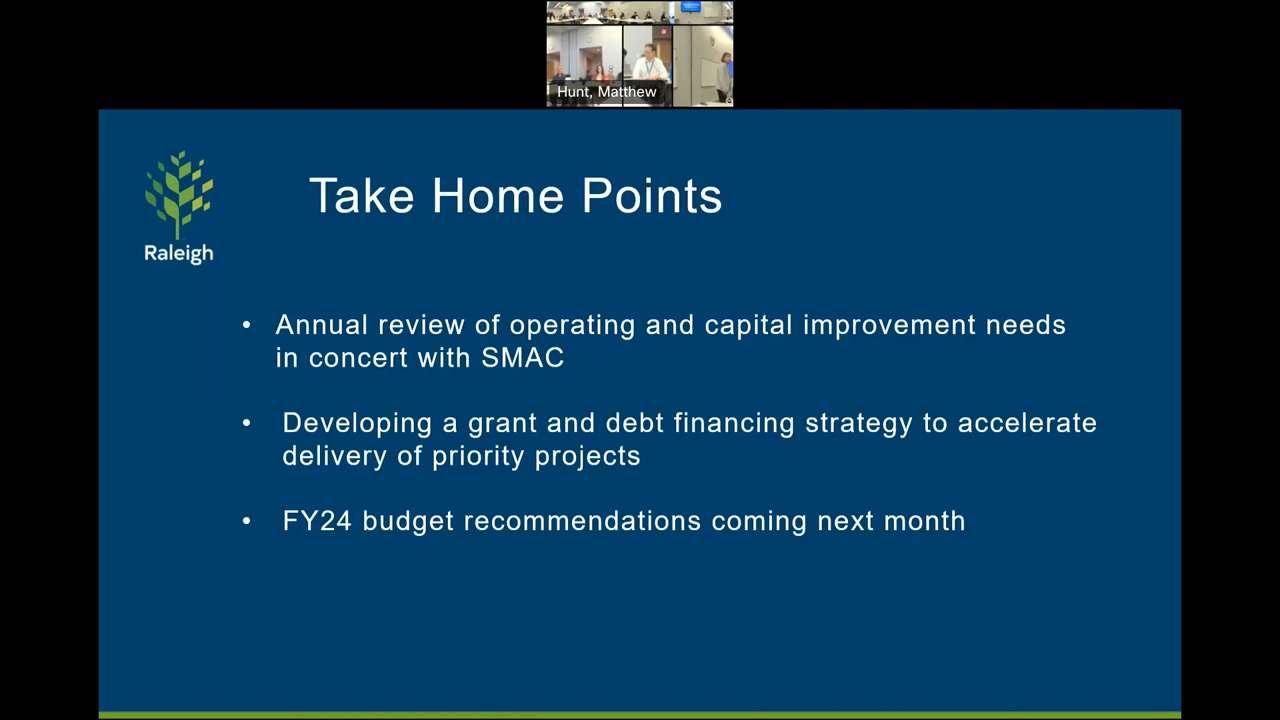 Hunt, Matthew
Raleigh
Take Home Points
• Annual review of operating and capital improvement needs
in concert with SMAC
• Developing a grant and debt financing strategy to accelerate
delivery of priority projects
• FY24 budget recommendations coming next month